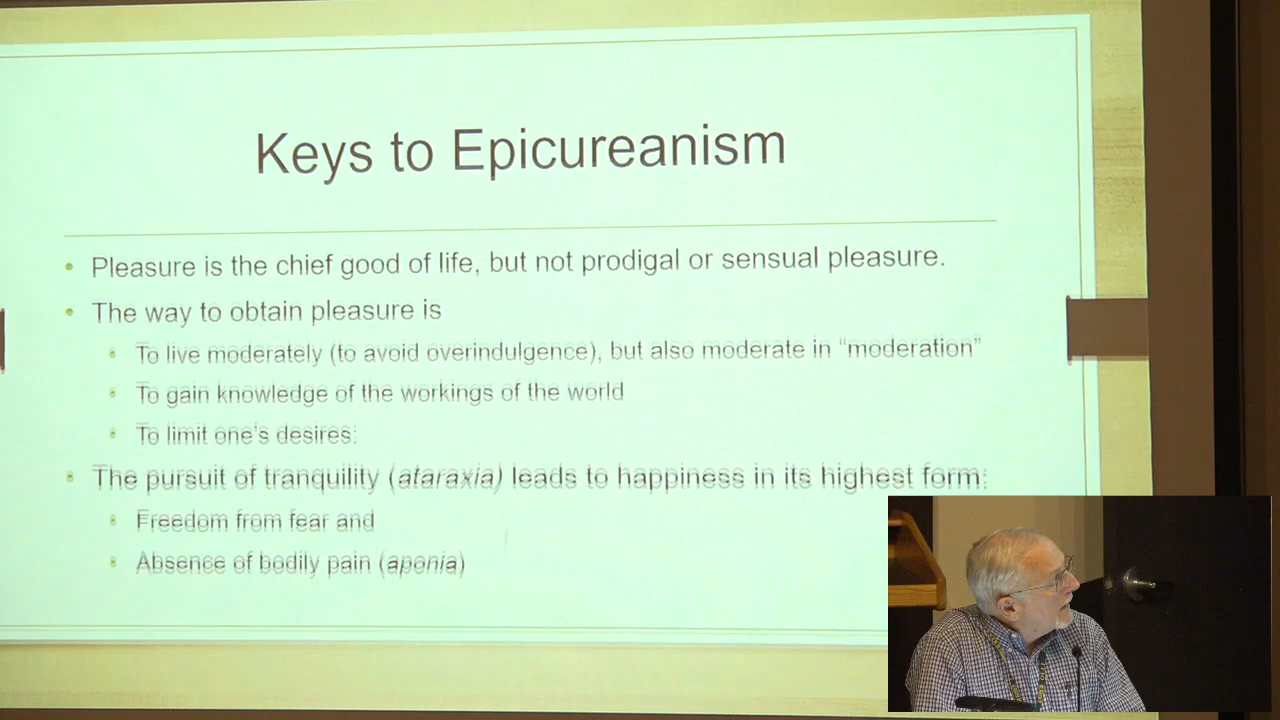 Keys to Epicureanism
• Pleasure is the chief good of life, but not prodigal or sensual pleasure.
• The way to obtain pleasure is
• To live moderately (to avoid overindulgence), but also moderate in “moderation”
• To gain knowledge of the workings of the world
• To limit one's desires:
• The pursuit of tranquility (ataraxia) leads to happiness in its highest form:
• Freedom from fear and
• Absence of bodily pain (aponia)